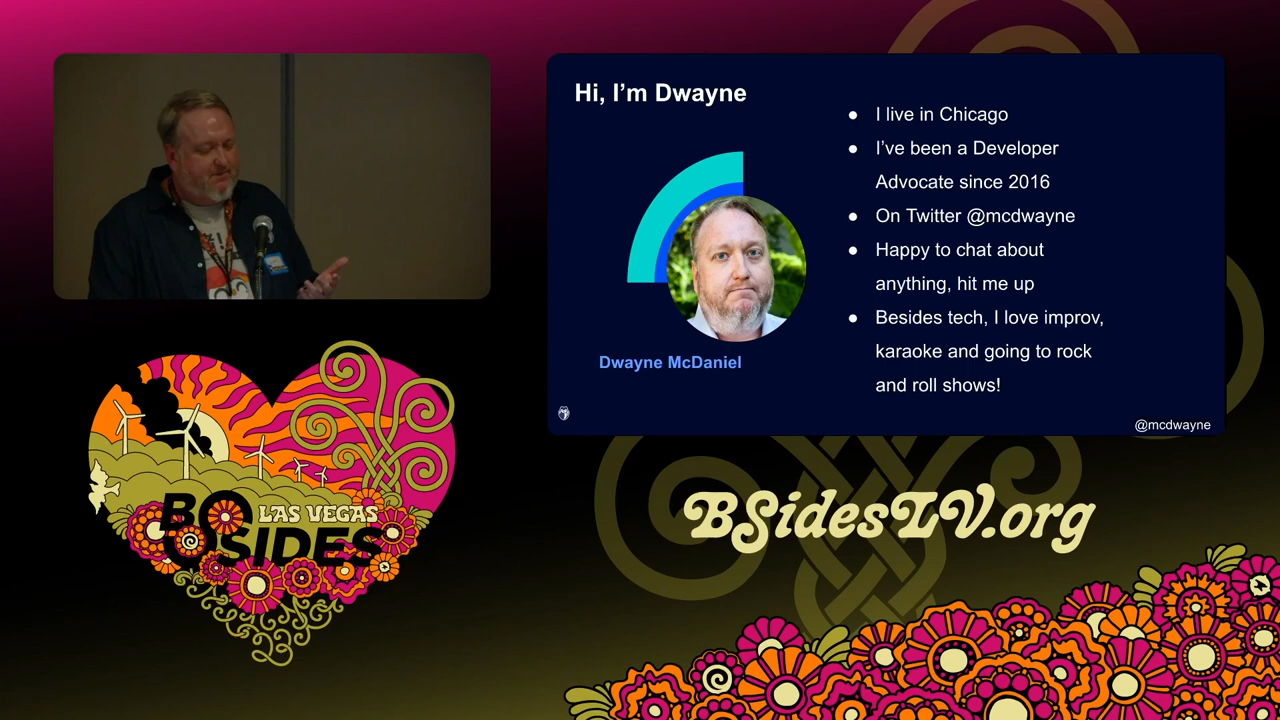 Hi, I'm Dwayne
● I live in Chicago
● I've been a Developer
Advocate since 2016
● On Twitter @mcdwayne
● Happy to chat about
anything, hit me up
● Besides tech, I love improv,
karaoke and going to rock
and roll shows!
Dwayne McDaniel
@mcdwayne
LAS VEGAS
BSIDES
23
BSidesLV.org